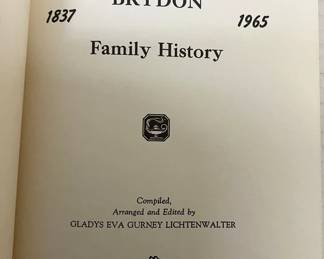 BRYDON
1837 1965
Family History
Compiled,
Arranged and Edited by
GLADYS EVA GURNEY LICHTENWALTER